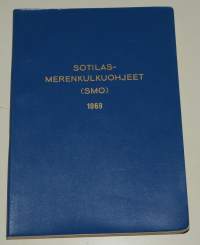 SOTILAS-
MERENKULKUOHJEET
(SMO)
1969